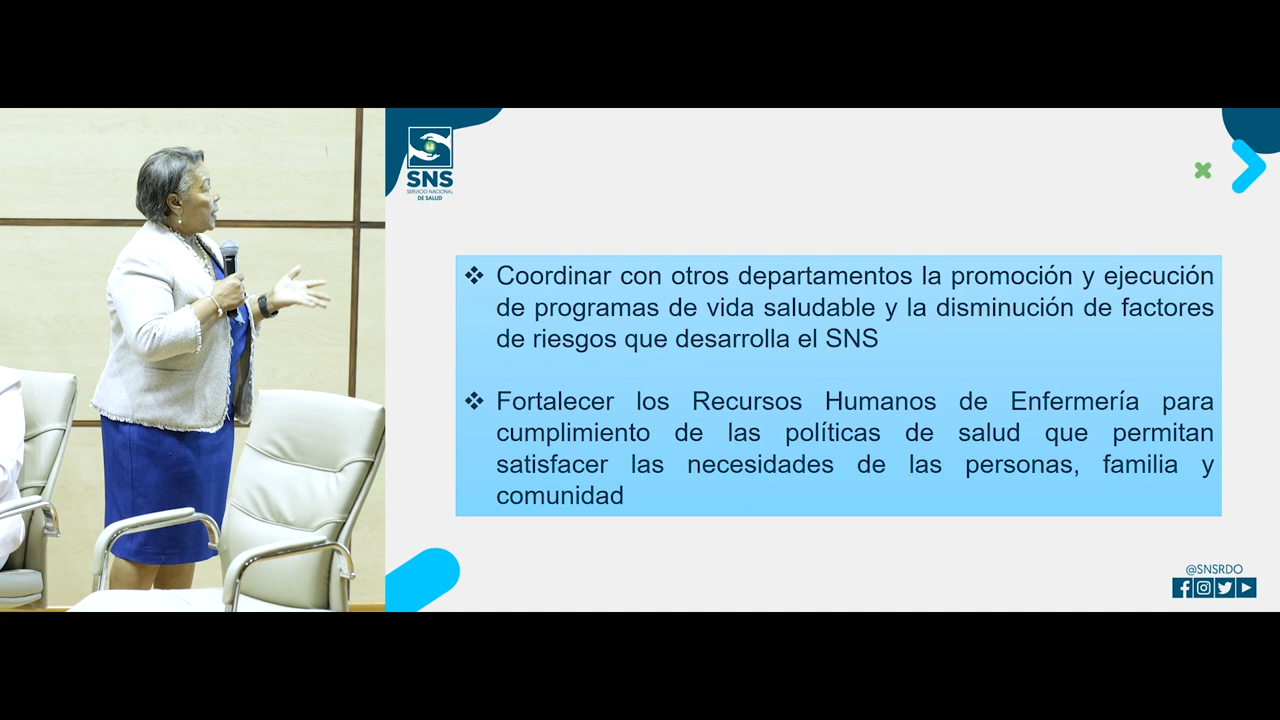 SNS
SERVICIO NACIONAL
DE SALUD
❖ Coordinar con otros departamentos la promoción y ejecución
de programas de vida saludable y la disminución de factores
de riesgos que desarrolla el SNS
❖ Fortalecer los Recursos Humanos de Enfermería para
cumplimiento de las políticas de salud que permitan
satisfacer las necesidades de las personas, familia y
comunidad
@SNSRDO